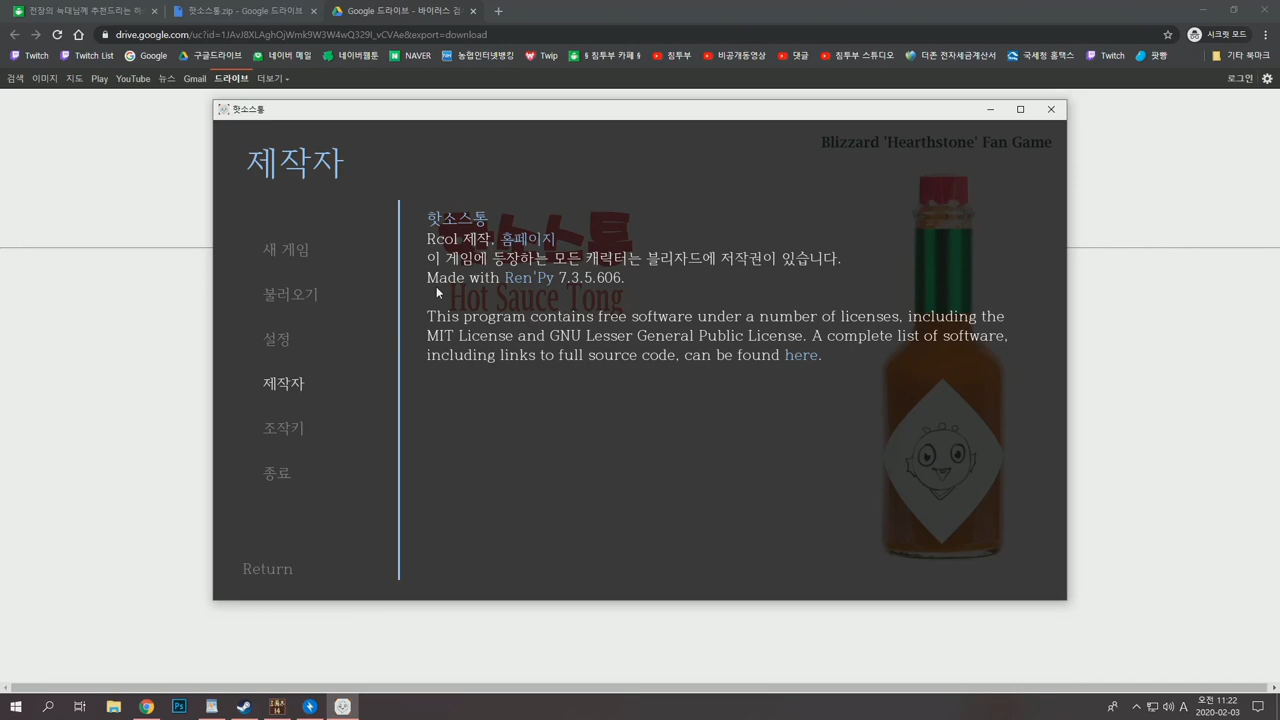 전장의 늑대님께 추천드리는 하
핫소스통.zip - Google 드라이브
Google 드라이브 - 바이러스 검
drive.google.com/uc?id=1JAvJ8XLAghOjWmk9W3W4wQ329I_vCVAe&export=download
시크릿 모드
Twitch
Twitch List
Google
구글드라이브
네이버 메일
네이버웹툰
NAVER
농협인터넷뱅킹
Twip
§ 침투부 카페 §
침투부
비공개동영상
댓글
침투부 스튜디오
더존 전자세금계산서
국세청 홈택스
Twitch
팟빵
기타 북마크
검색 이미지 지도 Play YouTube 뉴스 Gmail 드라이브 더보기
로그인
핫소스통
Blizzard 'Hearthstone' Fan Game
제작자
새 게임
불러오기
설정
제작자
조작키
종료
Return
핫소스통
Rcol 제작. 홈페이지
이 게임에 등장하는 모든 캐릭터는 블리자드에 저작권이 있습니다.
Made with Ren'Py 7.3.5.606.
Hot Sauce Tong
This program contains free software under a number of licenses, including the
MIT License and GNU Lesser General Public License. A complete list of software,
including links to full source code, can be found here.
Ps
A
오전 11:22
2020-02-03